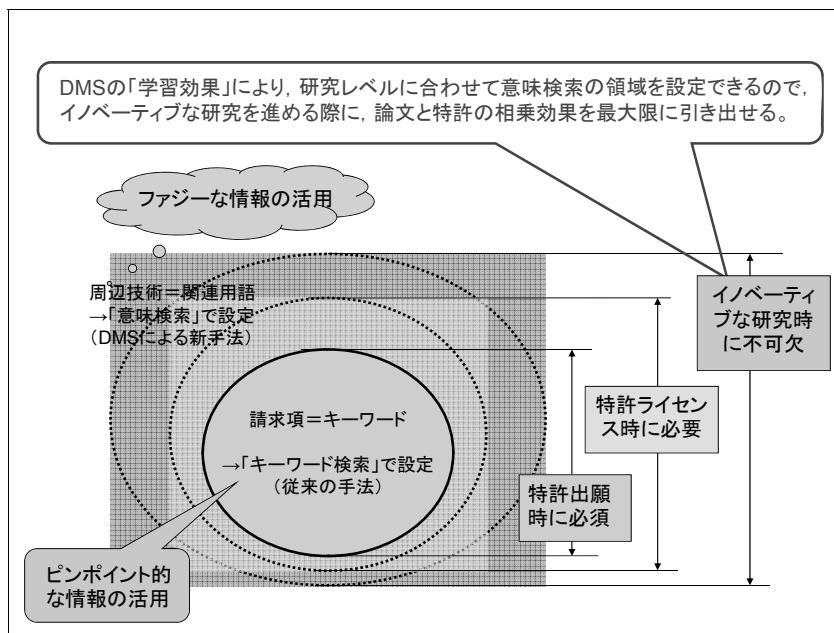 DMSの「学習効果」により，研究レベルに合わせて意味検索の領域を設定できるので，
イノベーティブな研究を進める際に，論文と特許の相乗効果を最大限に引き出せる。
ファジーな情報の活用
周辺技術＝関連用語
→「意味検索」で設定
（DMSによる新手法）
イノベーティ
ブな研究時
に不可欠
特許ライセン
ス時に必要
請求項＝キーワード
→「キーワード検索」で設定
（従来の手法）
特許出願
時に必須
ピンポイント的
な情報の活用